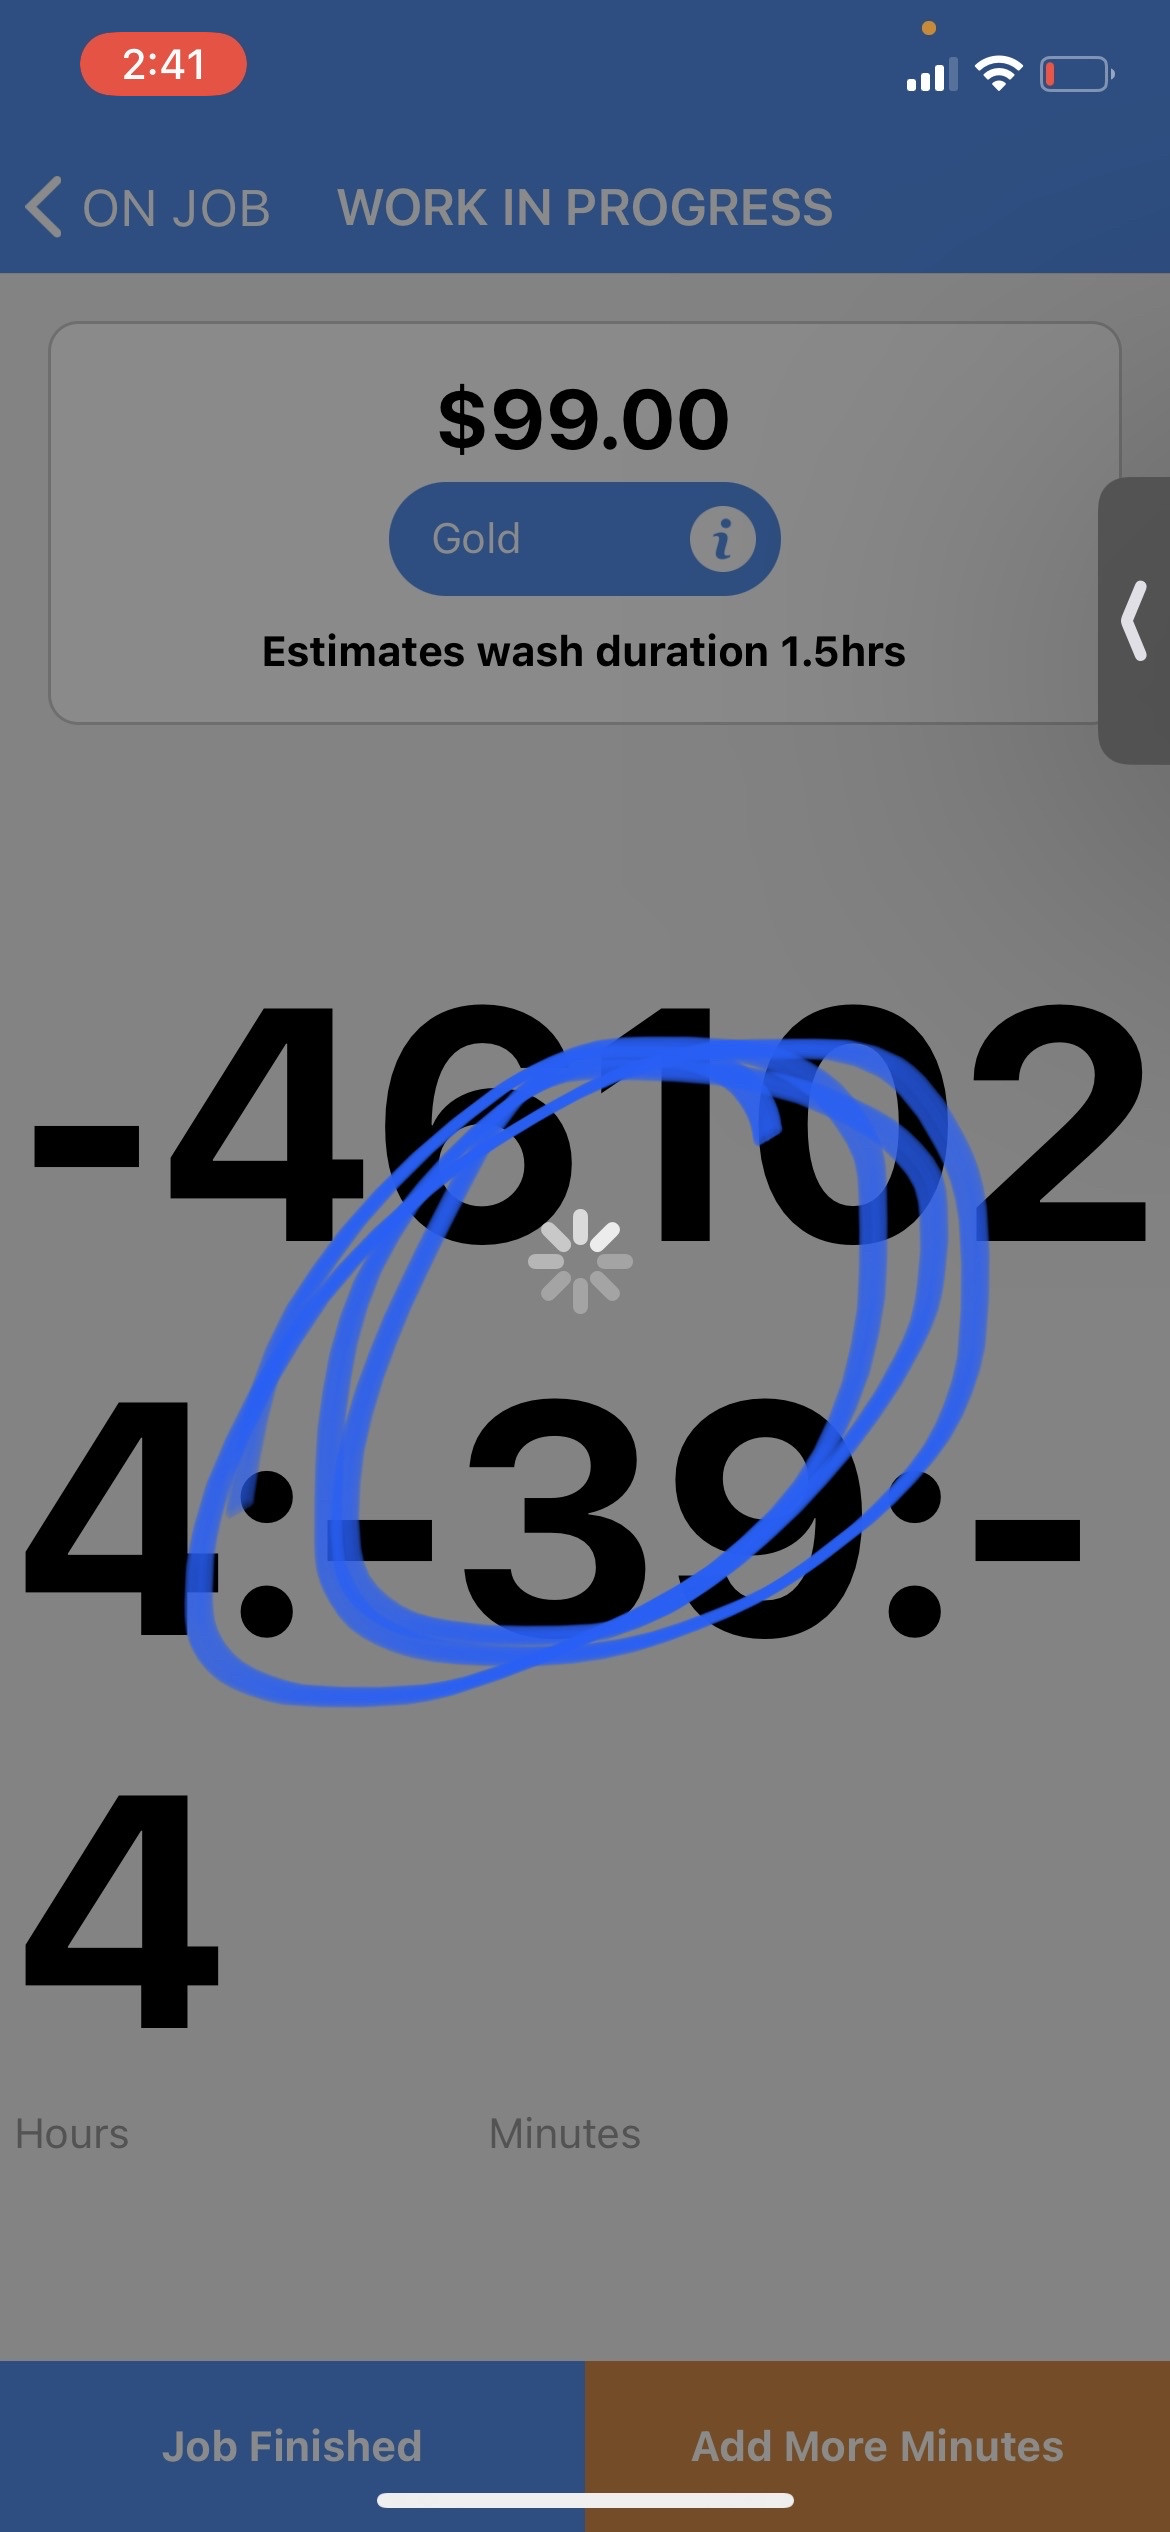 2:41
ON JOB WORK IN PROGRESS
$99.00
Gold i
Estimates wash duration 1.5hrs
-46102
4:-39:-
4
Hours Minutes
Job Finished Add More Minutes